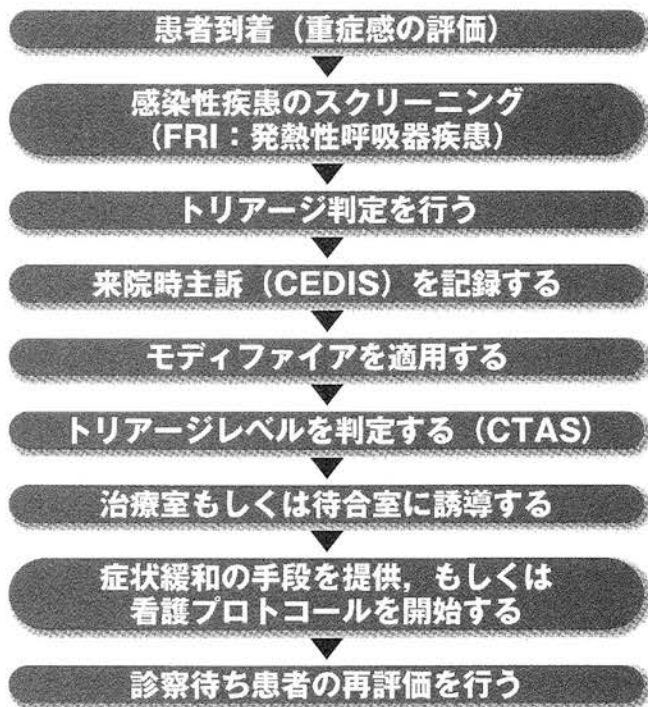 患者到着（重症感の評価）
感染性疾患のスクリーニング
（FRI：発熱性呼吸器疾患）
トリアージ判定を行う
来院時主訴（CEDIS）を記録する
モディファイアを適用する
トリアージレベルを判定する（CTAS）
治療室もしくは待合室に誘導する
症状緩和の手段を提供，もしくは
看護プロトコールを開始する
診察待ち患者の再評価を行う